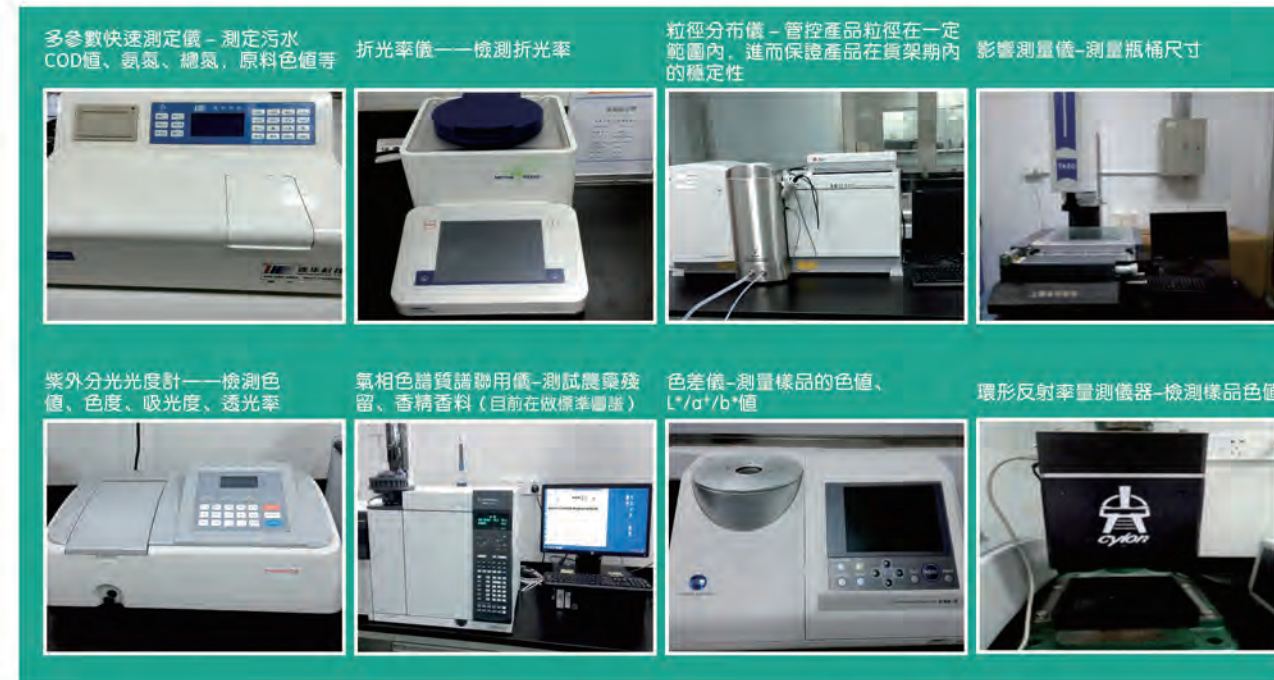 多參數快速測定儀 – 測定污水
COD值、氨氮、總氮，原料色值等
折光率儀——檢測折光率
粒徑分布儀 – 管控產品粒徑在一定
範圍內，進而保證產品在貨架期內
的穩定性
影響測量儀–測量瓶桶尺寸
紫外分光光度計——檢測色
值、色度、吸光度、透光率
氣相色譜質譜聯用儀–測試農藥殘
留、香精香料（目前在做標準圖譜）
色差儀–測量樣品的色值、
L*/a*/b*值
環形反射率量測儀器–檢測樣品色值
cylon